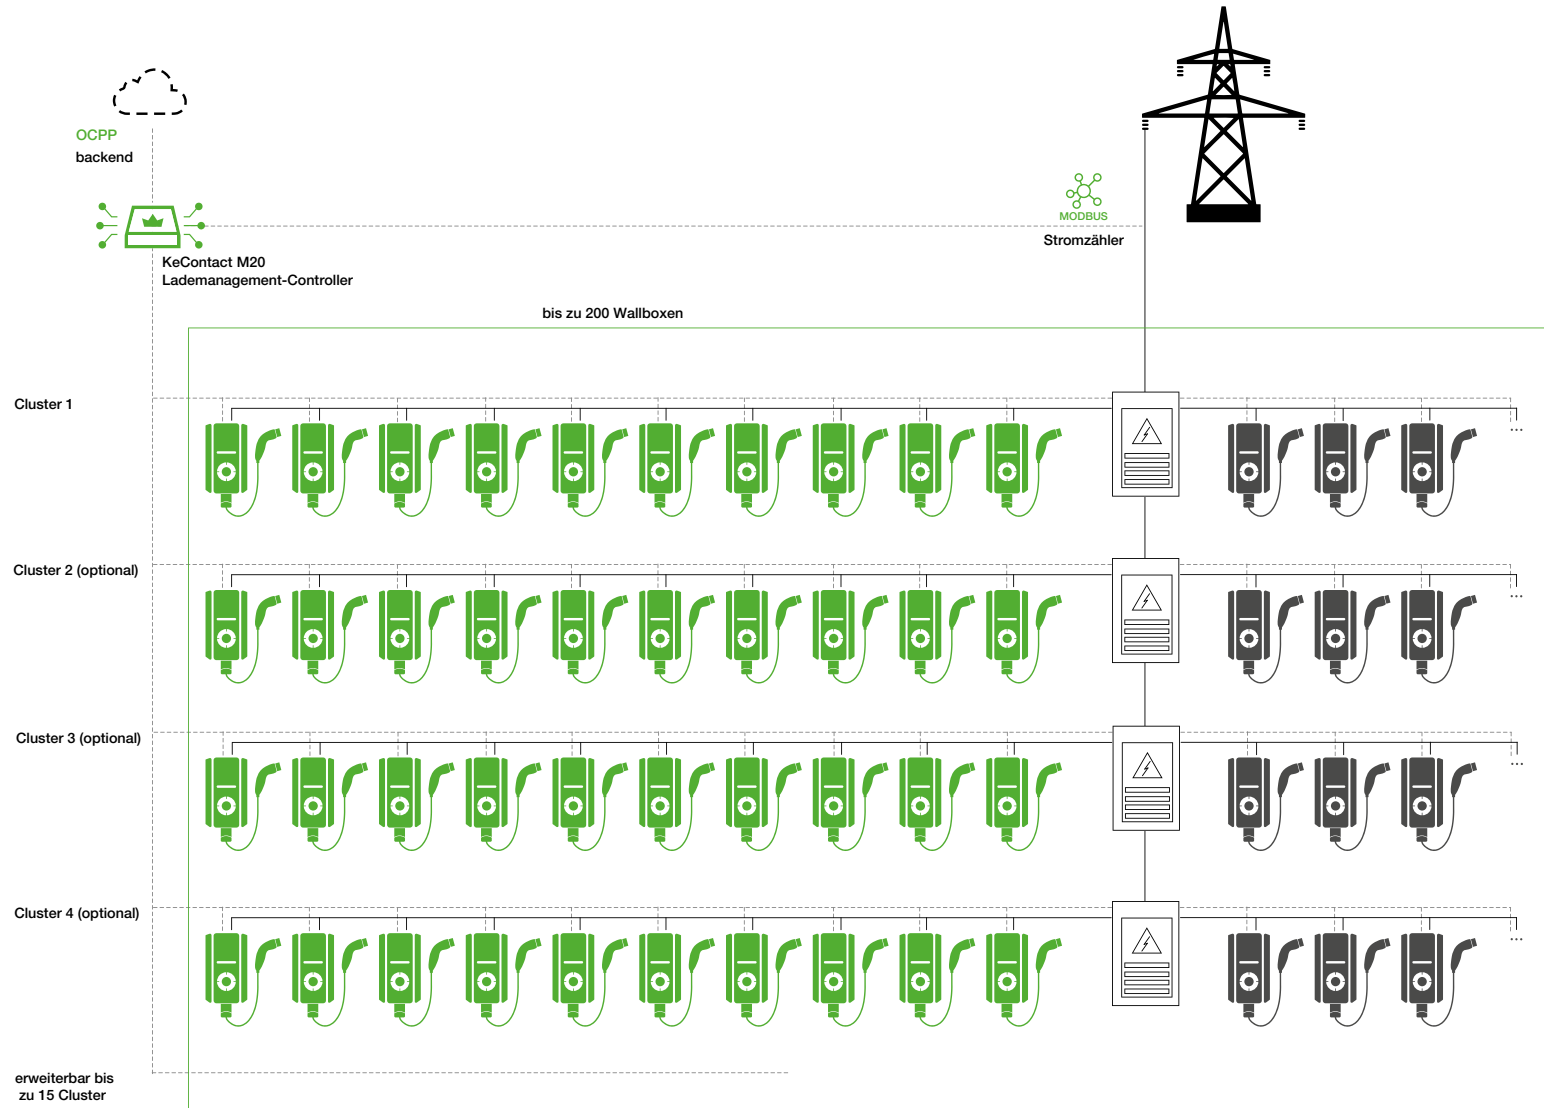 OCPP
backend
MODBUS
Stromzähler
KeContact M20
Lademanagement-Controller
bis zu 200 Wallboxen
Cluster 1
...
Cluster 2 (optional)
...
Cluster 3 (optional)
...
Cluster 4 (optional)
...
erweiterbar bis
zu 15 Cluster